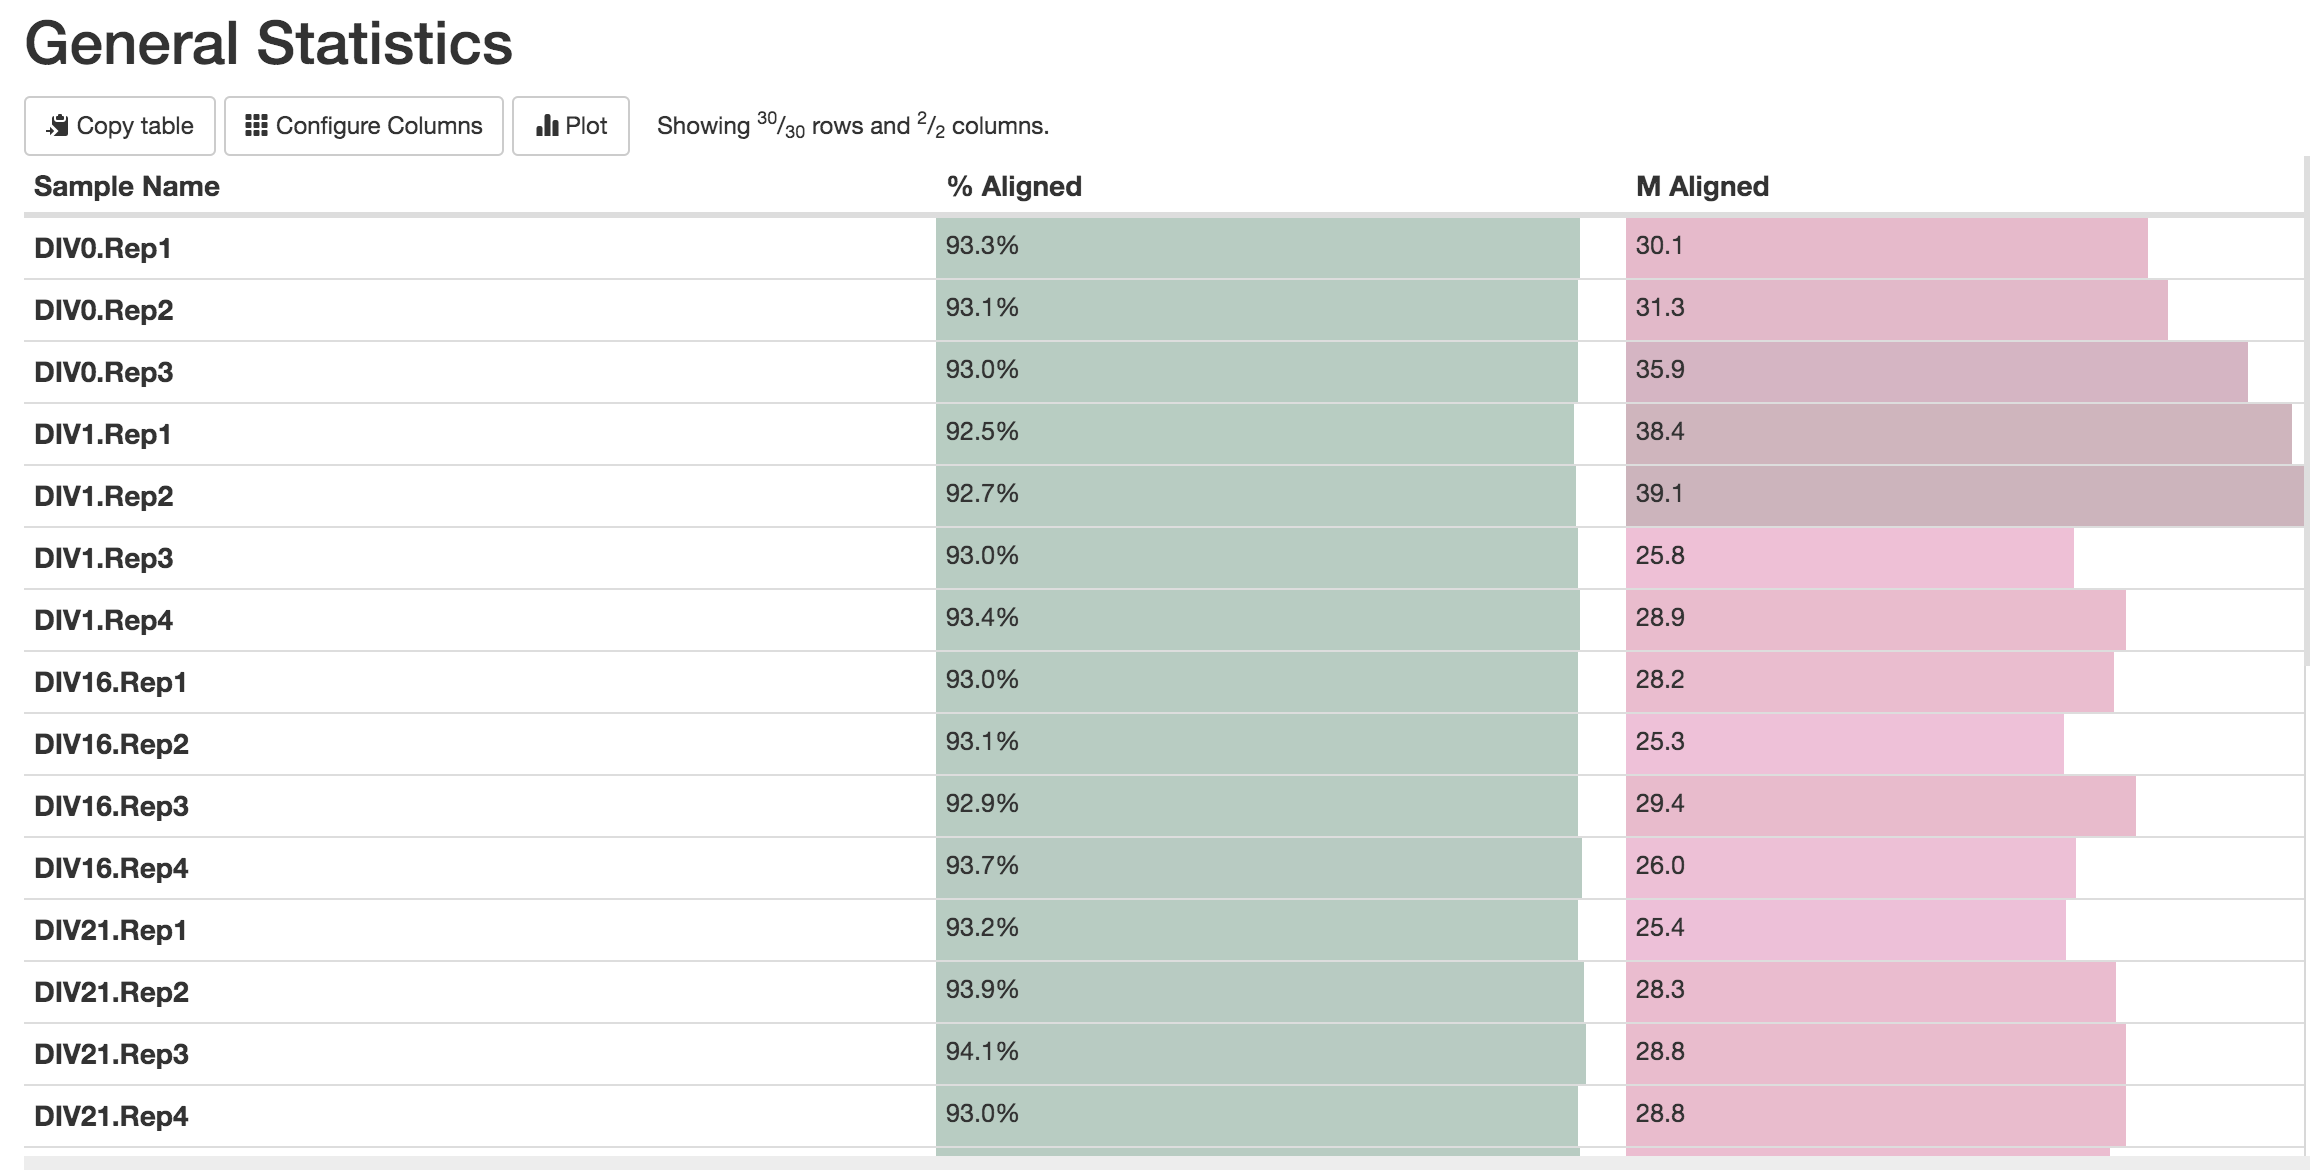 General Statistics
Copy table Configure Columns Plot Showing 30/30 rows and 2/2 columns.
Sample Name % Aligned M Aligned
DIV0.Rep1 93.3% 30.1
DIV0.Rep2 93.1% 31.3
DIV0.Rep3 93.0% 35.9
DIV1.Rep1 92.5% 38.4
DIV1.Rep2 92.7% 39.1
DIV1.Rep3 93.0% 25.8
DIV1.Rep4 93.4% 28.9
DIV16.Rep1 93.0% 28.2
DIV16.Rep2 93.1% 25.3
DIV16.Rep3 92.9% 29.4
DIV16.Rep4 93.7% 26.0
DIV21.Rep1 93.2% 25.4
DIV21.Rep2 93.9% 28.3
DIV21.Rep3 94.1% 28.8
DIV21.Rep4 93.0% 28.8